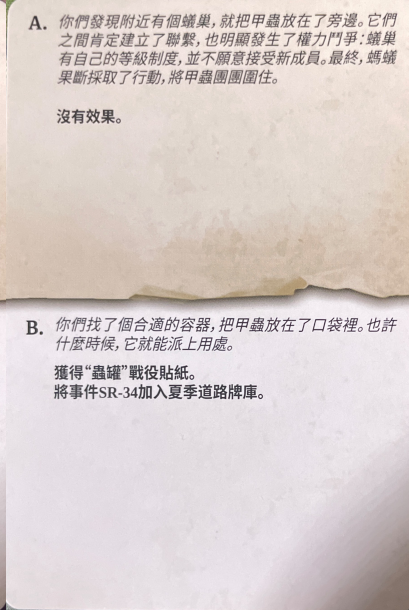 A. 你們發現附近有個蟻巢，就把甲蟲放在了旁邊。它們
之間肯定建立了聯繫，也明顯發生了權力鬥爭：蟻巢
有自己的等級制度，並不願意接受新成員。最終，螞蟻
果斷採取了行動，將甲蟲團團圍住。
沒有效果。
B. 你們找了個合適的容器，把甲蟲放在了口袋裡。也許
什麼時候，它就能派上用處。
獲得“蟲罐”戰役貼紙。
將事件SR-34加入夏季道路牌庫。